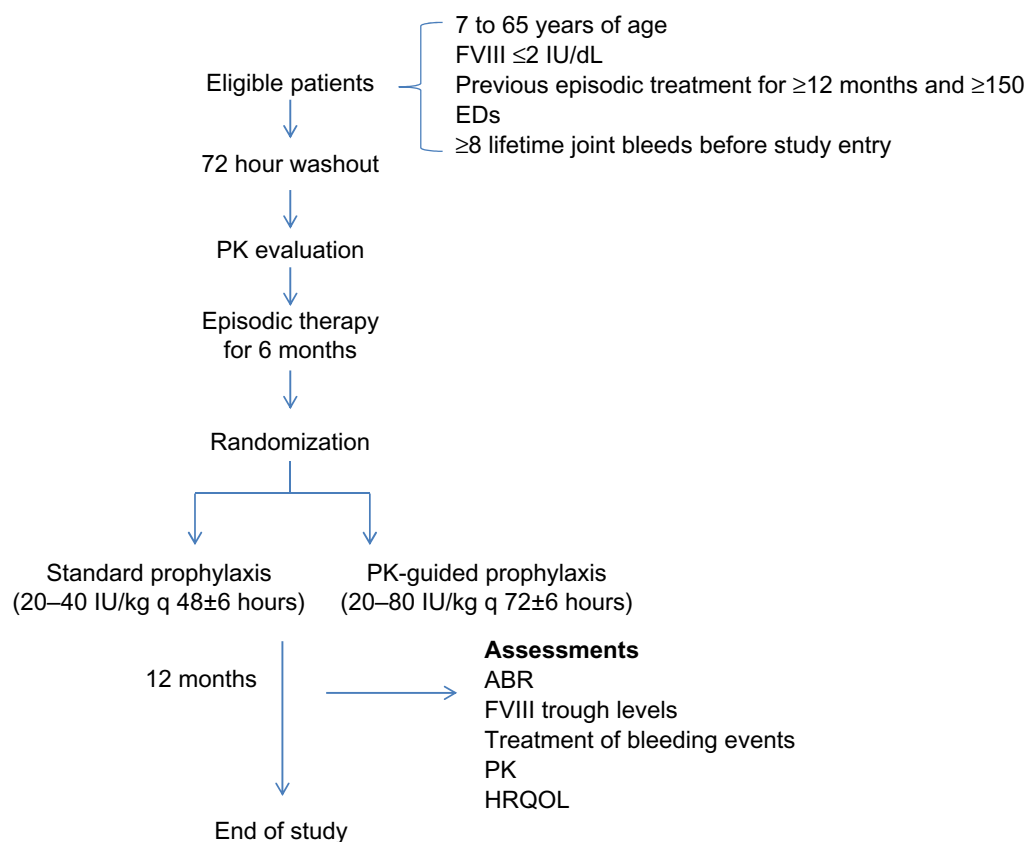 7 to 65 years of age
FVIII ≤2 IU/dL
Previous episodic treatment for ≥12 months and ≥150
EDs
≥8 lifetime joint bleeds before study entry
Eligible patients
72 hour washout
PK evaluation
Episodic therapy
for 6 months
Randomization
Standard prophylaxis
(20–40 IU/kg q 48±6 hours)
PK-guided prophylaxis
(20–80 IU/kg q 72±6 hours)
12 months
Assessments
ABR
FVIII trough levels
Treatment of bleeding events
PK
HRQOL
End of study